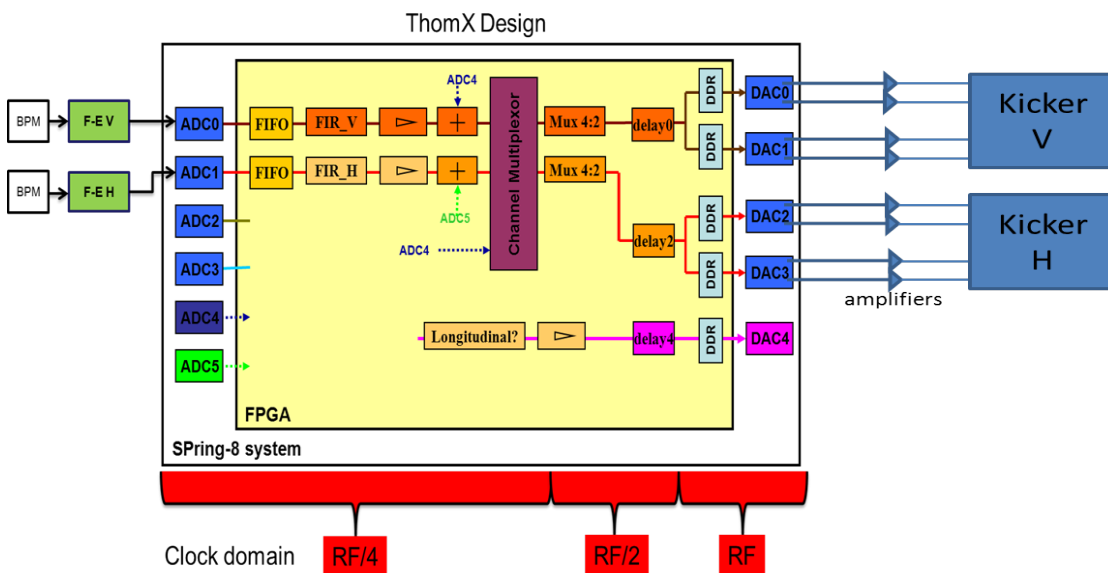 ThomX Design
BPM
F-E V
ADC0
FIFO
FIR_V
+
ADC4
Channel Multiplexor
Mux 4:2
delay0
DDR
DAC0
Kicker
V
DDR
DAC1
BPM
F-E H
ADC1
FIFO
FIR_H
+
ADC5
Mux 4:2
ADC2
ADC4
delay2
DDR
DAC2
Kicker
H
ADC3
DDR
DAC3
amplifiers
ADC4
Longitudinal?
delay4
DDR
DAC4
ADC5
FPGA
SPring-8 system
Clock domain
RF/4
RF/2
RF